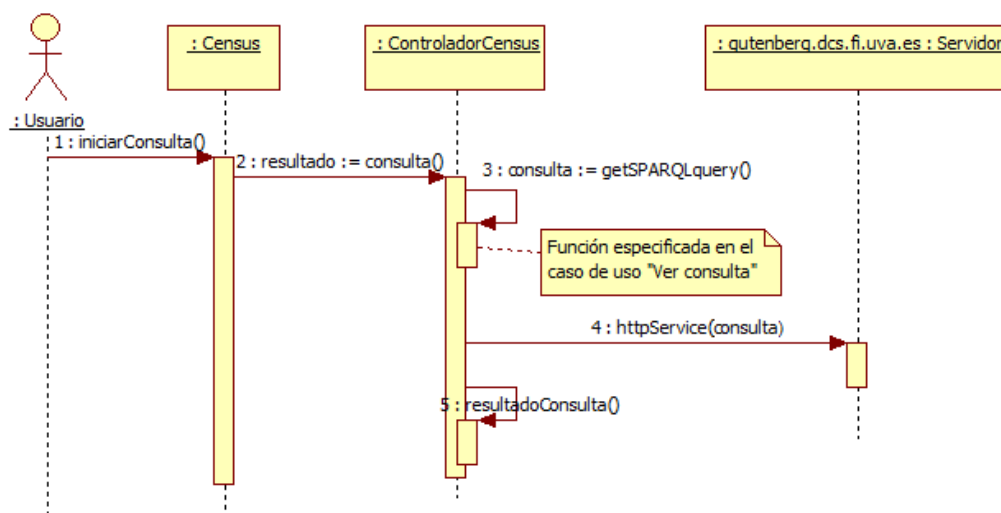 : Census
: ControladorCensus
: gutenberg.dcs.fi.uva.es : Servidor
: Usuario
1 : iniciarConsulta()
2 : resultado := consulta()
3 : consulta := getSPARQLquery()
Función especificada en el
caso de uso "Ver consulta"
4 : httpService(consulta)
5 : resultadoConsulta()